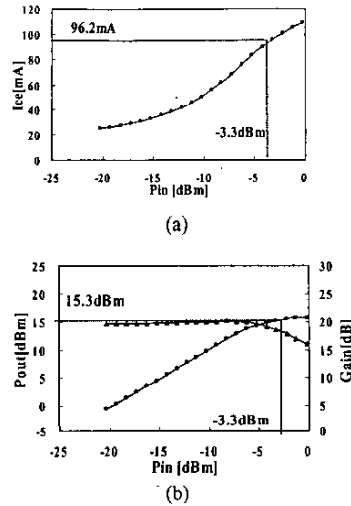 120
100
80
60
40
20
0
Ice[mA]
96.2mA
-3.3dBm
-25 -20 -15 -10 -5 0
Pin [dBm]
(a)
25
20
15
10
5
0
-5
Pout[dBm]
15.3dBm
-3.3dBm
30
25
20
15
10
5
0
Gain[dB]
-25 -20 -15 -10 -5 0
Pin [dBm]
(b)